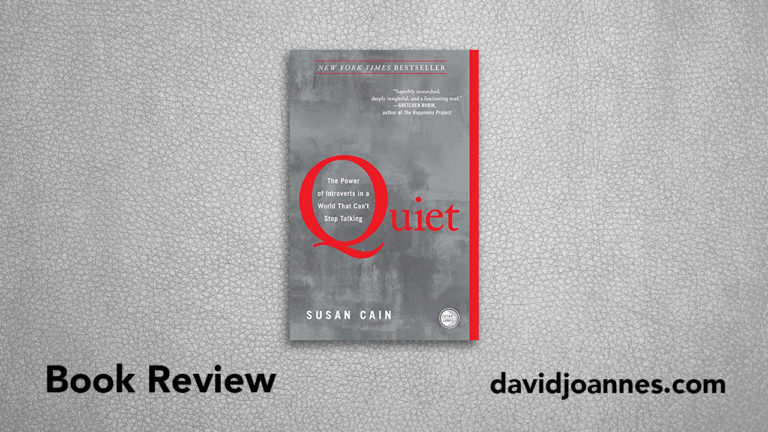 NEW YORK TIMES BESTSELLER
"Superbly researched,
deeply insightful, and a fascinating read."
—GRETCHEN RUBIN,
author of The Happiness Project
The Power
of Introverts in a
World That Can't
Stop Talking
Quiet
SUSAN CAIN
Book Review
davidjoannes.com